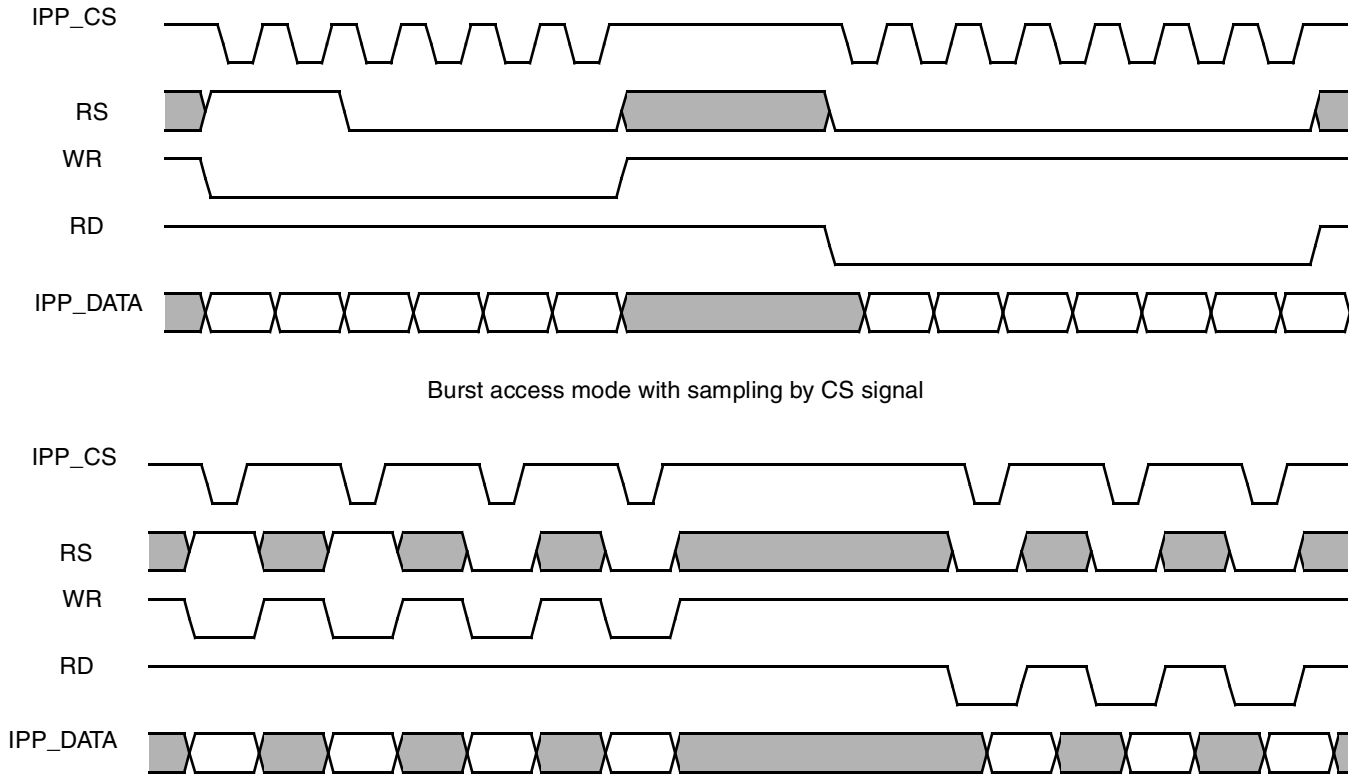 IPP_CS
RS
WR
RD
IPP_DATA
Burst access mode with sampling by CS signal
IPP_CS
RS
WR
RD
IPP_DATA